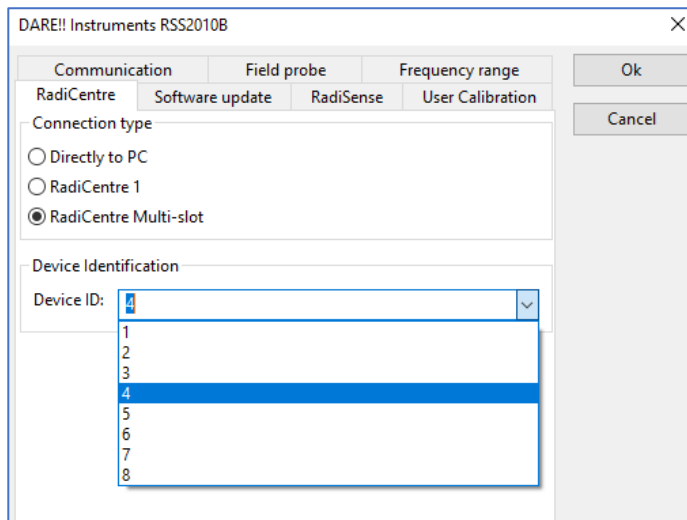 DARE!! Instruments RSS2010B
Communication Field probe Frequency range
RadiCentre Software update RadiSense User Calibration
Ok
Cancel
Connection type
Directly to PC
RadiCentre 1
RadiCentre Multi-slot
Device Identification
Device ID: 4
1
2
3
4
5
6
7
8